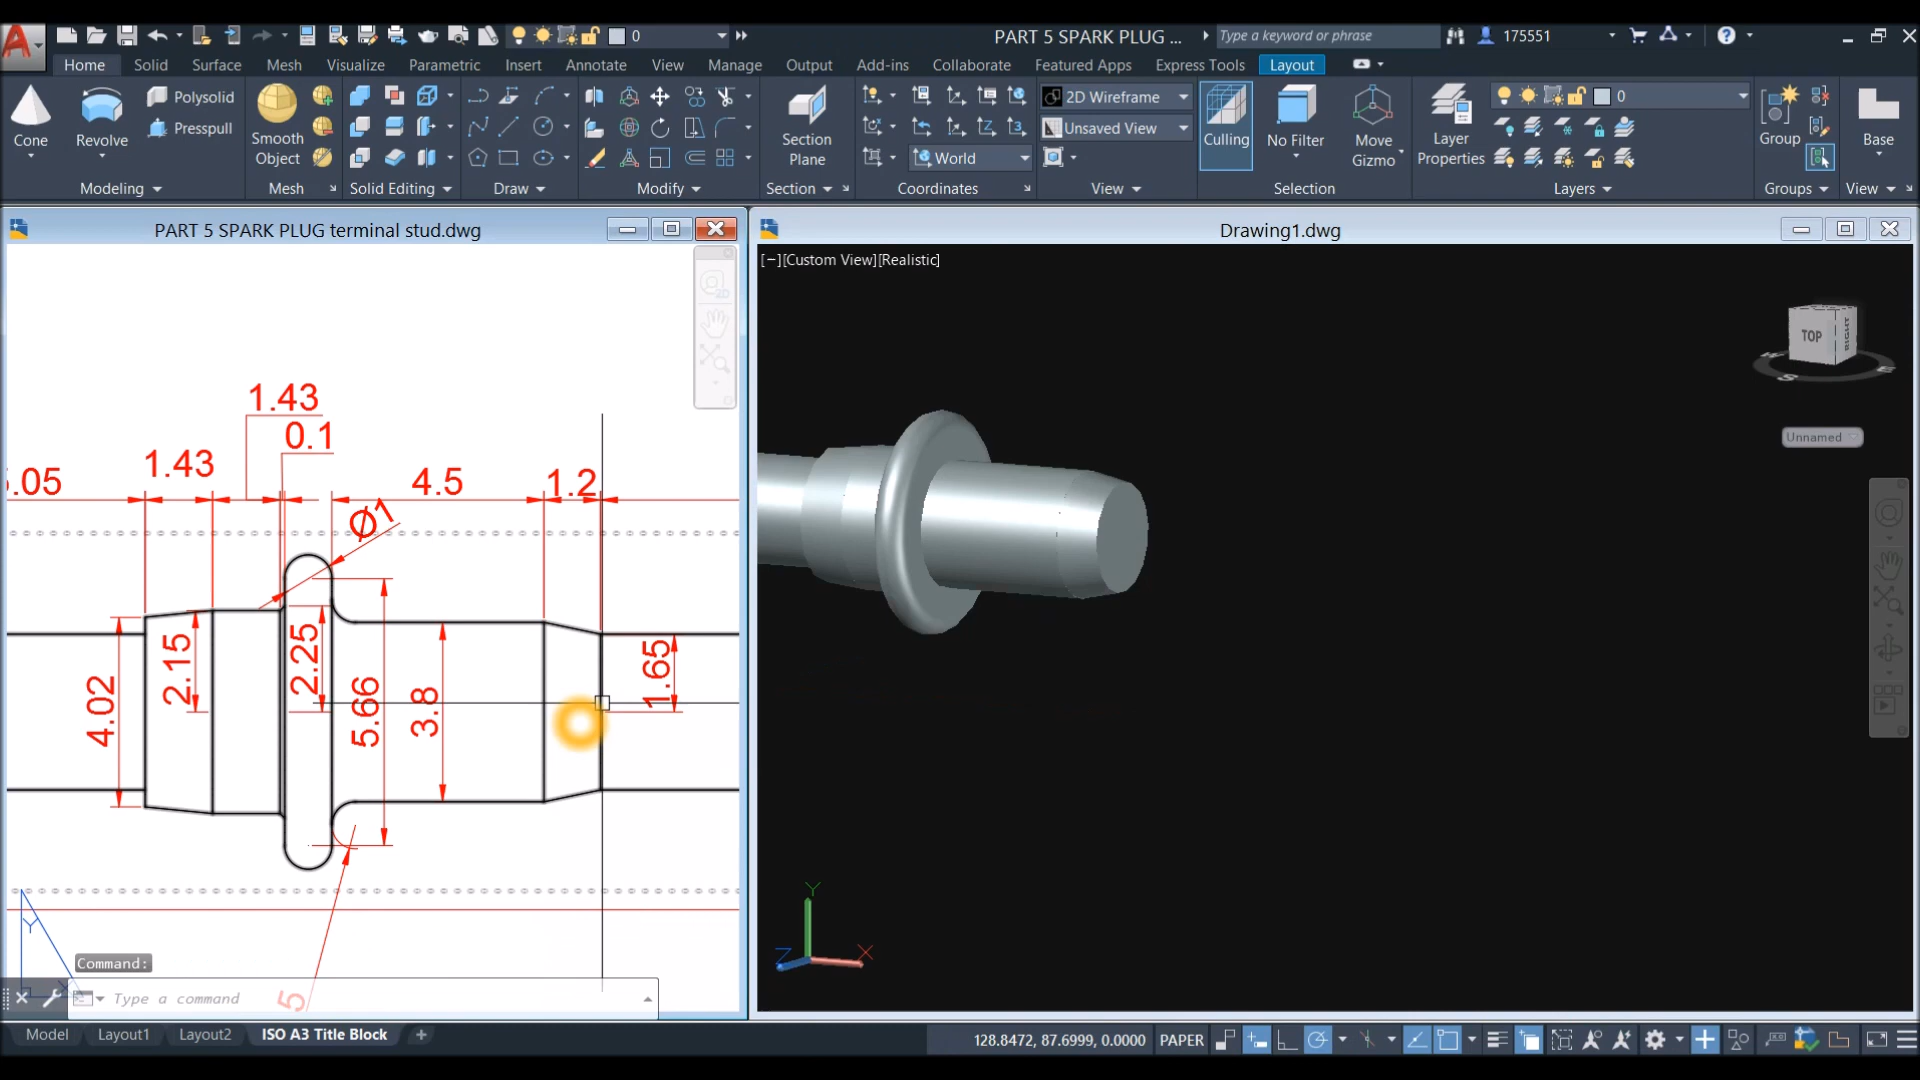 0
PART 5 SPARK PLUG ...
Type a keyword or phrase
175551
Home Solid Surface Mesh Visualize Parametric Insert Annotate View Manage Output Add-ins Collaborate Featured Apps Express Tools Layout
Cone
Revolve
Polysolid
Presspull
Smooth
Object
Section
Plane
World
2D Wireframe
Unsaved View
Culling
No Filter
Move
Gizmo
Layer
Properties
0
Group
Base
Modeling Mesh Solid Editing Draw Modify Section Coordinates View Selection Layers Groups View
PART 5 SPARK PLUG terminal stud.dwg
Drawing1.dwg
[−][Custom View][Realistic]
TOP
RIGHT
S
E
Unnamed
2D
1.43
0.1
1.43
.05
4.5
1.2
Ø1
4.02
2.15
2.25
5.66
3.8
1.65
5
Y
Y
Z
X
Command:
Type a command
Model Layout1 Layout2 ISO A3 Title Block +
128.8472, 87.6999, 0.0000 PAPER